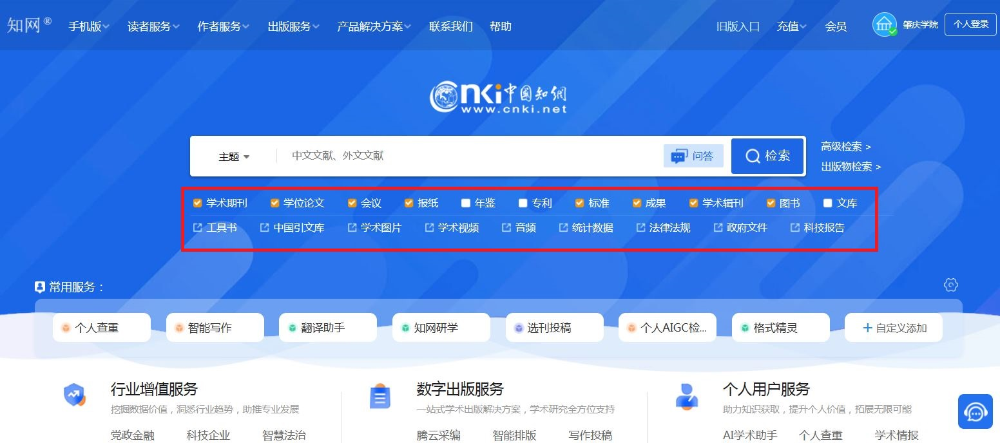 知网® 手机版 读者服务 作者服务 出版服务 产品解决方案 联系我们 帮助 旧版入口 充值 会员 肇庆学院 个人登录
cnki中国知網
www.cnki.net
主题 中文文献、外文文献 问答 检索 高级检索 >
出版物检索 >
学术期刊 学位论文 会议 报纸 年鉴 专利 标准 成果 学术辑刊 图书 文库
工具书 中国引文库 学术图片 学术视频 音频 统计数据 法律法规 政府文件 科技报告
常用服务：
个人查重 智能写作 翻译助手 知网研学 选刊投稿 个人AIGC检... 格式精灵 +自定义添加
行业增值服务 数字出版服务 个人用户服务
挖掘数据价值，洞悉行业趋势，助推专业发展 一站式学术出版解决方案，学术研究全方位支持 助力知识获取，提升个人价值，拓展无限可能
党政金融 科技企业 智慧法治 腾云采编 智能排版 写作投稿 AI学术助手 个人查重 学术情报